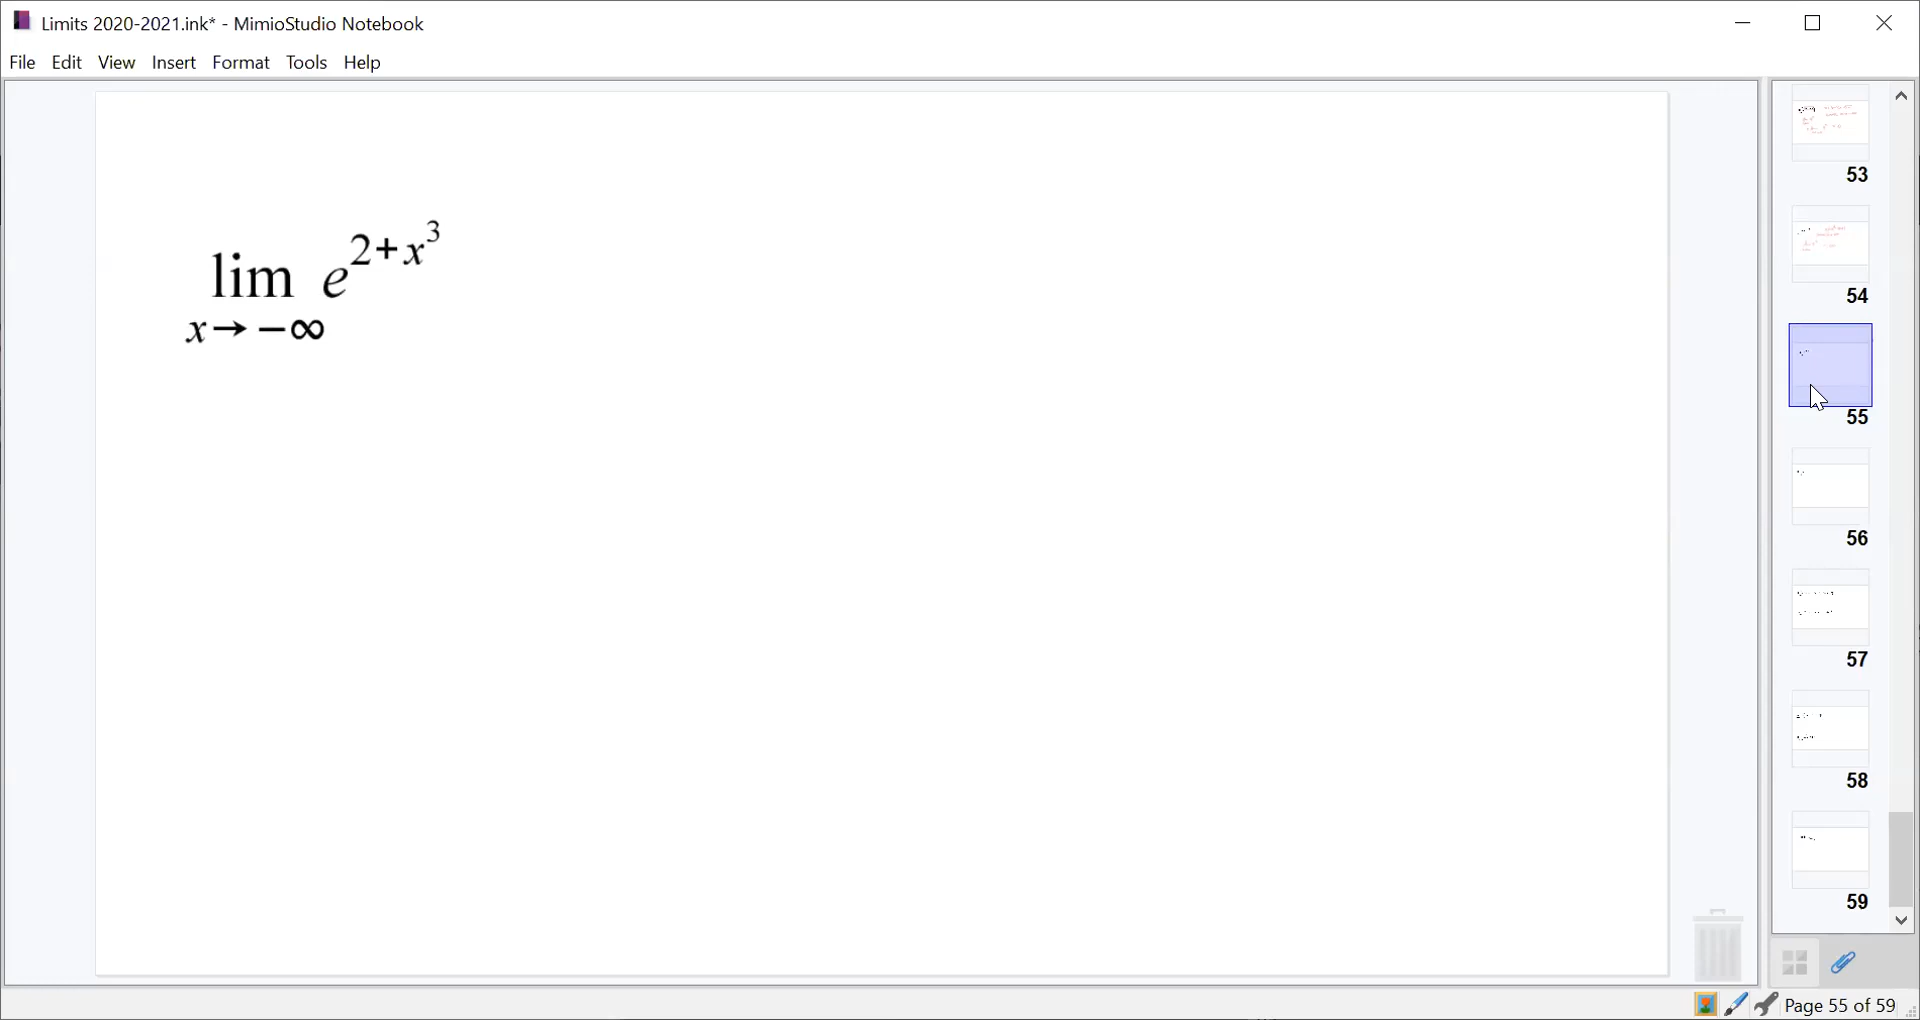 Limits 2020-2021.ink* - MimioStudio Notebook
File Edit View Insert Format Tools Help
lim e^{2+x^3}
x→ −∞
53
54
55
56
57
58
59
Page 55 of 59